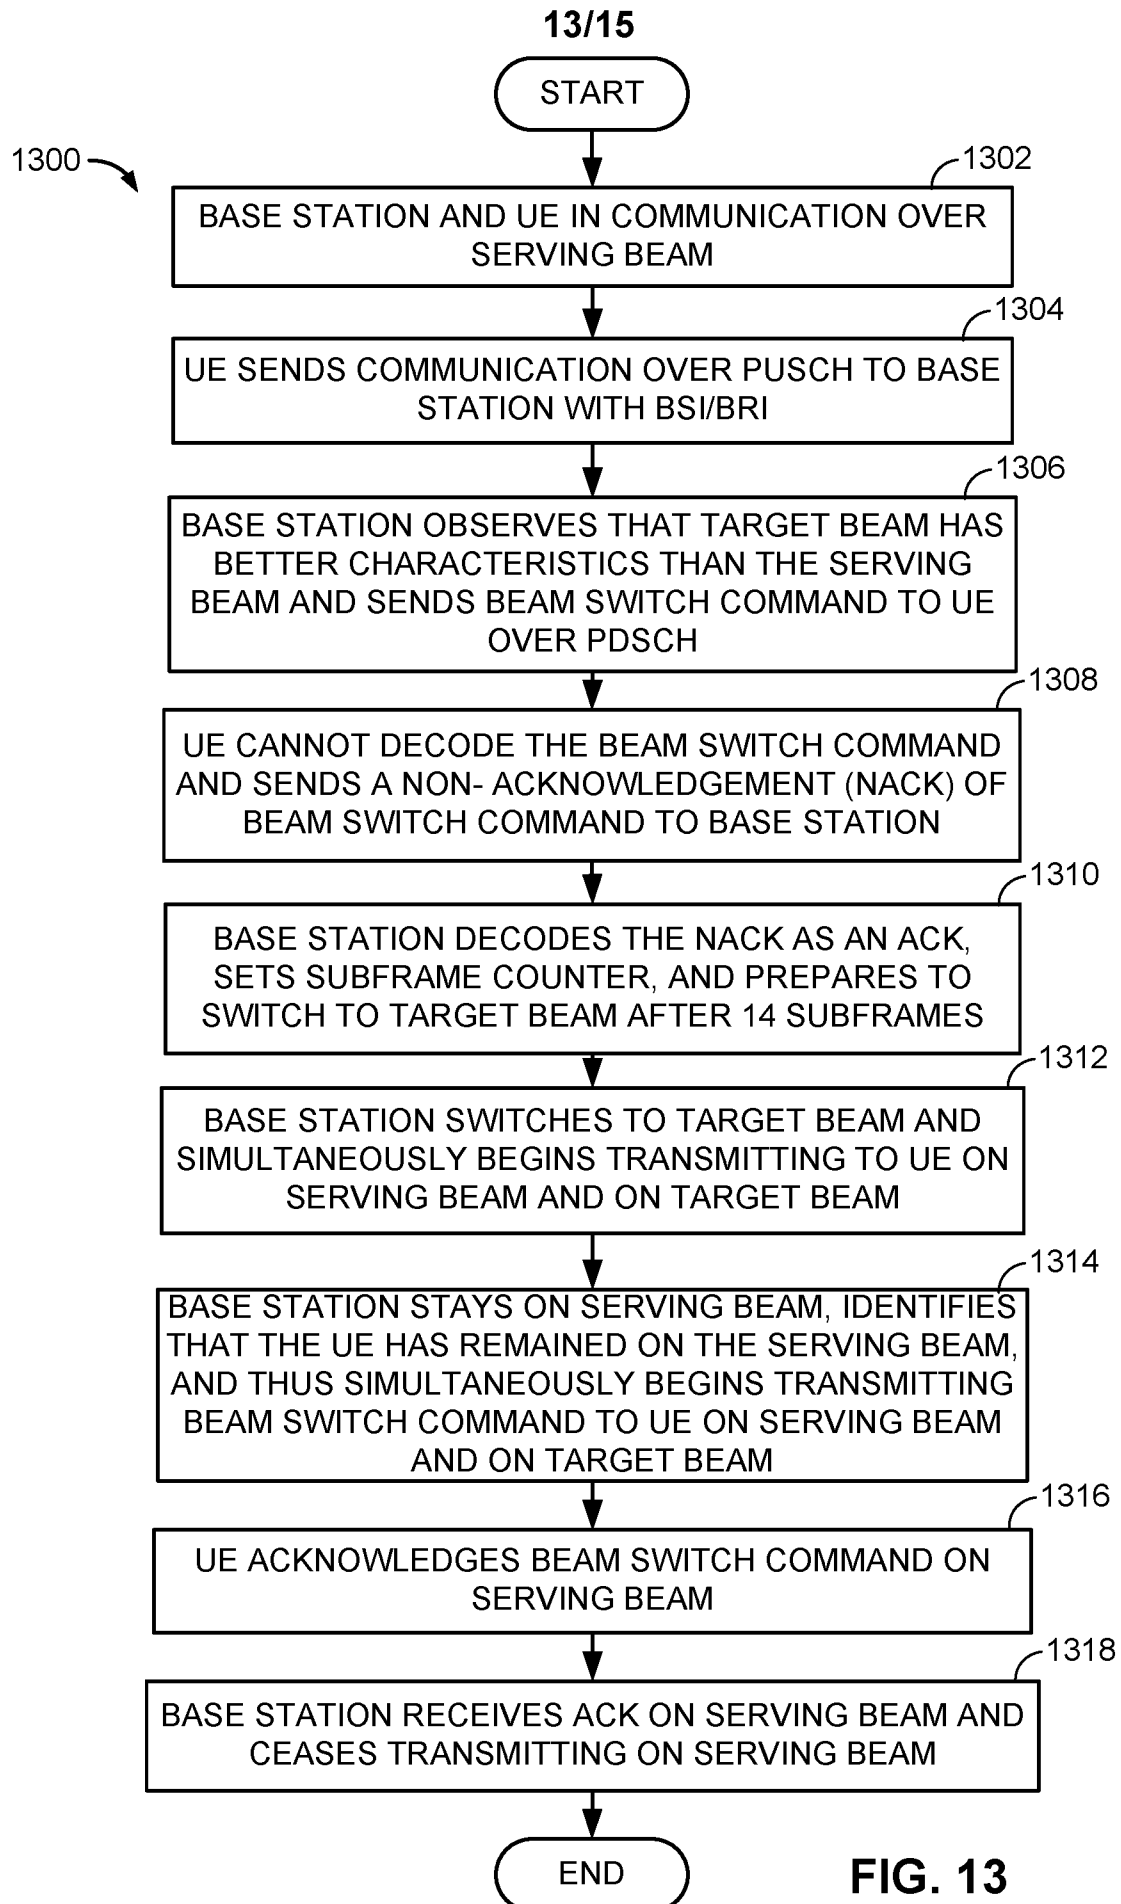 13/15
START
1300
1302
BASE STATION AND UE IN COMMUNICATION OVER
SERVING BEAM
1304
UE SENDS COMMUNICATION OVER PUSCH TO BASE
STATION WITH BSI/BRI
1306
BASE STATION OBSERVES THAT TARGET BEAM HAS
BETTER CHARACTERISTICS THAN THE SERVING
BEAM AND SENDS BEAM SWITCH COMMAND TO UE
OVER PDSCH
1308
UE CANNOT DECODE THE BEAM SWITCH COMMAND
AND SENDS A NON- ACKNOWLEDGEMENT (NACK) OF
BEAM SWITCH COMMAND TO BASE STATION
1310
BASE STATION DECODES THE NACK AS AN ACK,
SETS SUBFRAME COUNTER, AND PREPARES TO
SWITCH TO TARGET BEAM AFTER 14 SUBFRAMES
1312
BASE STATION SWITCHES TO TARGET BEAM AND
SIMULTANEOUSLY BEGINS TRANSMITTING TO UE ON
SERVING BEAM AND ON TARGET BEAM
1314
BASE STATION STAYS ON SERVING BEAM, IDENTIFIES
THAT THE UE HAS REMAINED ON THE SERVING BEAM,
AND THUS SIMULTANEOUSLY BEGINS TRANSMITTING
BEAM SWITCH COMMAND TO UE ON SERVING BEAM
AND ON TARGET BEAM
1316
UE ACKNOWLEDGES BEAM SWITCH COMMAND ON
SERVING BEAM
1318
BASE STATION RECEIVES ACK ON SERVING BEAM AND
CEASES TRANSMITTING ON SERVING BEAM
END
FIG. 13